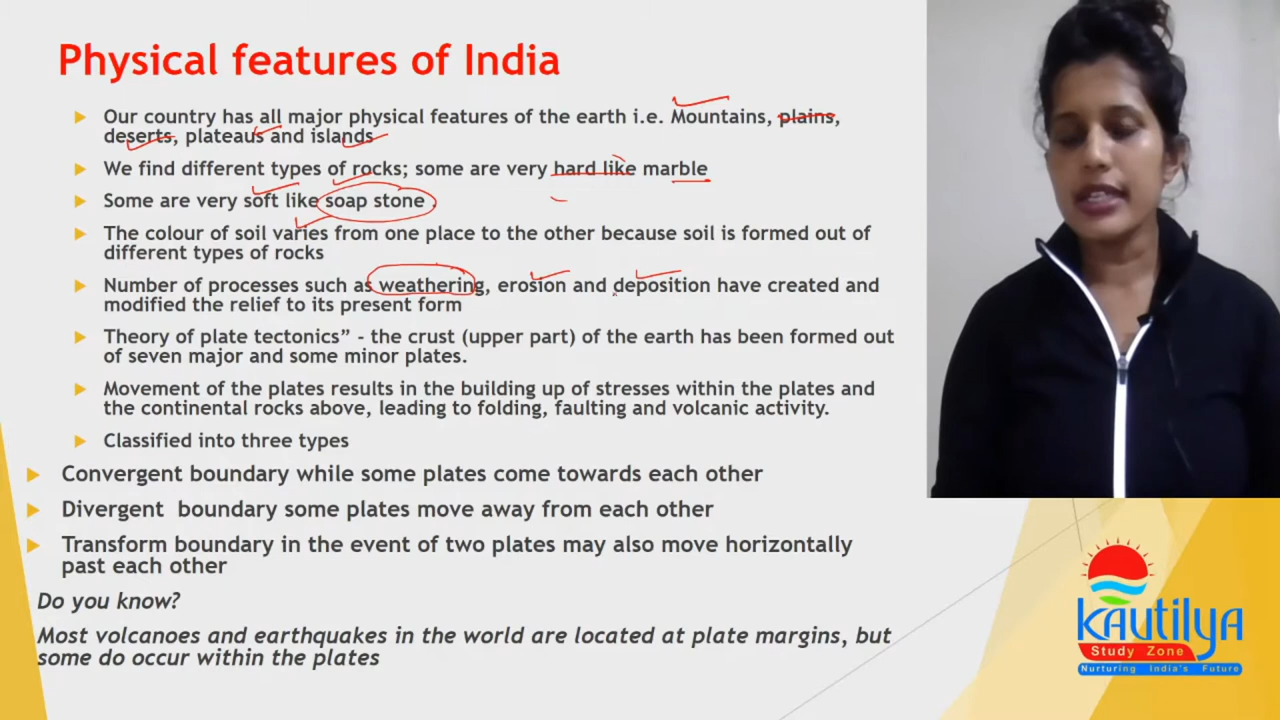 Physical features of India
Our country has all major physical features of the earth i.e. Mountains, plains,
deserts, plateaus and islands
We find different types of rocks; some are very hard like marble
Some are very soft like soap stone .
The colour of soil varies from one place to the other because soil is formed out of
different types of rocks
Number of processes such as weathering, erosion and deposition have created and
modified the relief to its present form
Theory of plate tectonics” - the crust (upper part) of the earth has been formed out
of seven major and some minor plates.
Movement of the plates results in the building up of stresses within the plates and
the continental rocks above, leading to folding, faulting and volcanic activity.
Classified into three types
Convergent boundary while some plates come towards each other
Divergent boundary some plates move away from each other
Transform boundary in the event of two plates may also move horizontally
past each other
Do you know?
Most volcanoes and earthquakes in the world are located at plate margins, but
some do occur within the plates
Kautilya
Study Zone
Nurturing India's Future